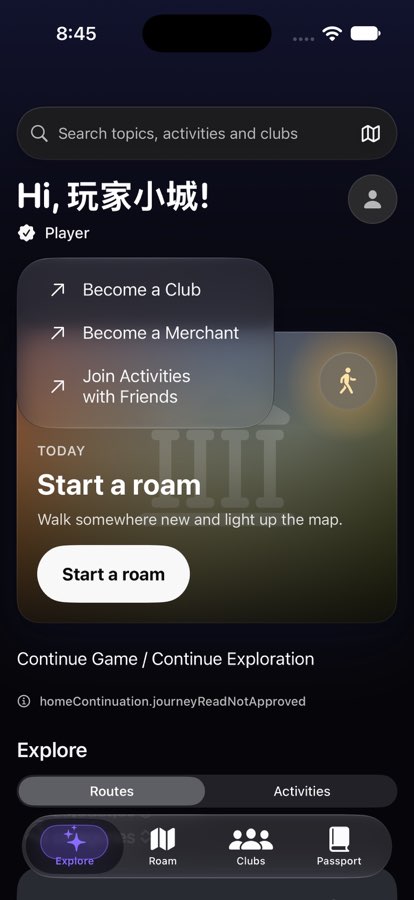 8:45
Search topics, activities and clubs
Hi, 玩家小城!
Player
Become a Club
Become a Merchant
Join Activities
with Friends
TODAY
Start a roam
Walk somewhere new and light up the map.
Start a roam
Continue Game / Continue Exploration
homeContinuation.journeyReadNotApproved
Explore
Routes
Activities
Explore
Roam
Clubs
Passport